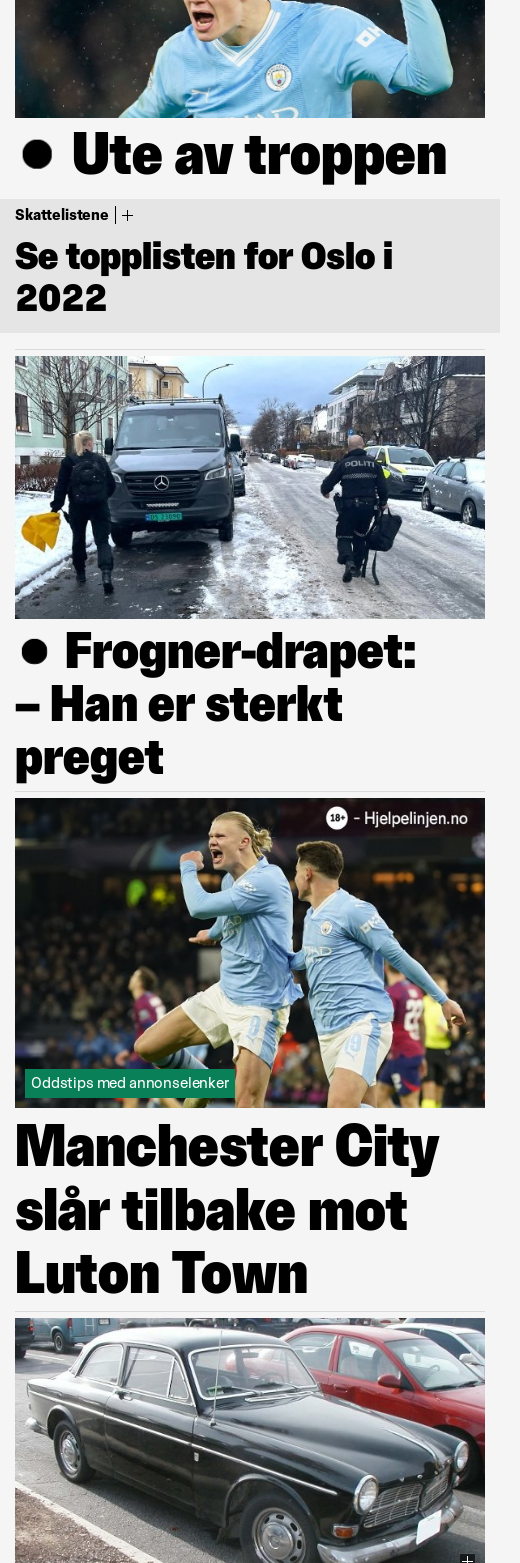 Ute av troppen
Skattelistene
Se topplisten for Oslo i
2022
POLITI
Frogner-drapet:
– Han er sterkt
preget
18+ - Hjelpelinjen.no
Oddstips med annonselenker
Manchester City
slår tilbake mot
Luton Town